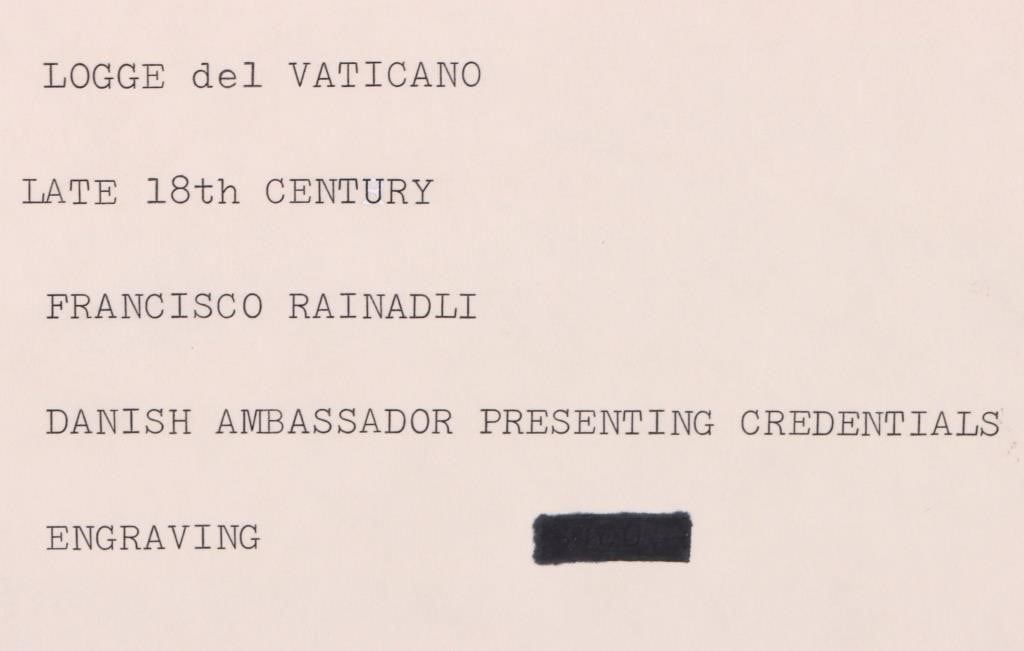 LOGGE del VATICANO
LATE 18th CENTURY
FRANCISCO RAINADLI
DANISH AMBASSADOR PRESENTING CREDENTIALS
ENGRAVING